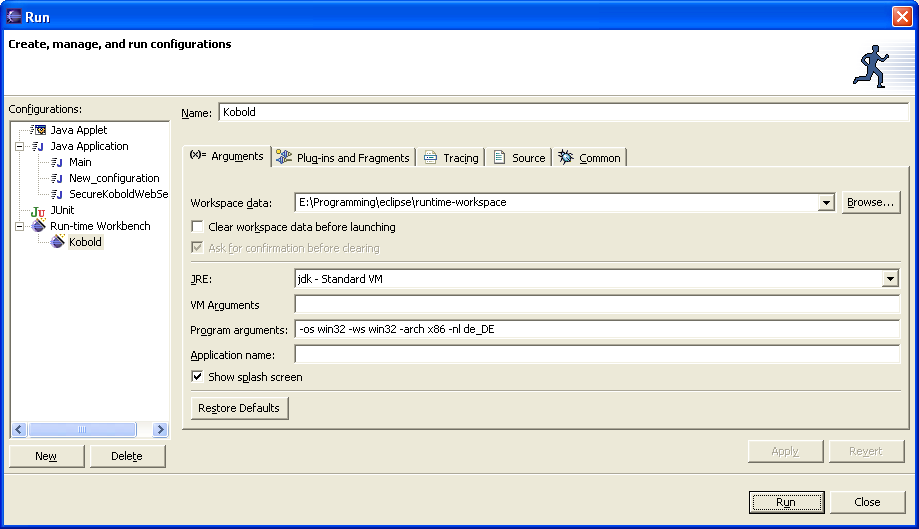 Run
Create, manage, and run configurations
Configurations:
Java Applet
Java Application
Main
New_configuration
SecureKoboldWebSe
JUnit
Run-time Workbench
Kobold
New Delete
Name: Kobold
(x)= Arguments Plug-ins and Fragments Tracing Source Common
Workspace data: E:\Programming\eclipse\runtime-workspace Browse...
Clear workspace data before launching
Ask for confirmation before clearing
JRE: jdk - Standard VM
VM Arguments
Program arguments: -os win32 -ws win32 -arch x86 -nl de_DE
Application name:
Show splash screen
Restore Defaults
Apply Revert
Run Close